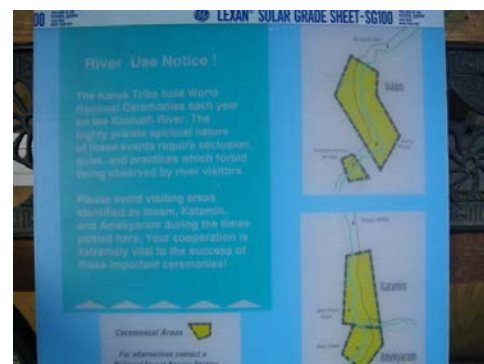 LEXAN® SOLAR GRADE SHEET-SG100
River Use Notice !
The Karuk Tribe hold World
Renewal Ceremonies each year
on the Klamath River. The
highly private spiritual nature
of these events require seclusion,
quiet, and practices which forbid
being observed by river visitors.
Please avoid visiting areas
identified as Inaam, Katamin,
and Amekyaram during the times
posted here. Your cooperation is
extremely vital to the success of
these important ceremonies!
Ceremonial Areas
For alternatives contact a
Katamin
Amekyaram